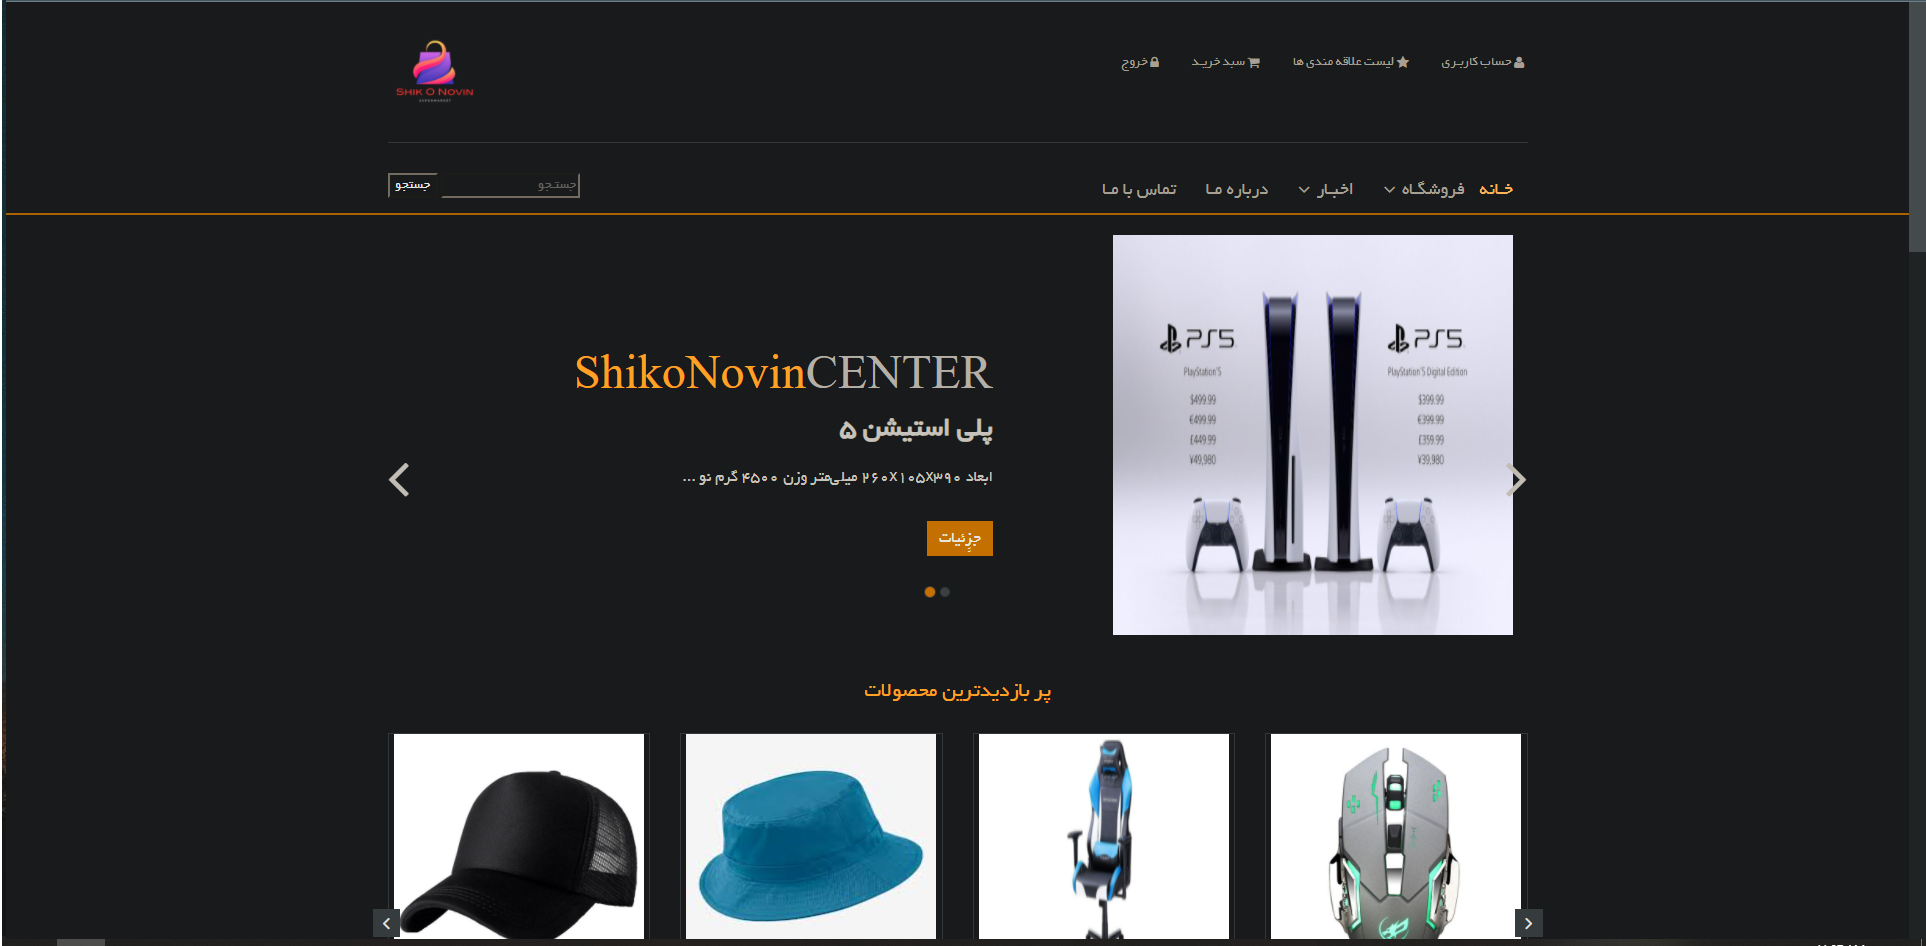 حساب کاربری
لیست علاقه مندی ها
سبد خرید
خروج
SHIK O NOVIN
خانه
فروشگاه
اخبار
درباره ما
تماس با ما
جستجو
جستجو
PS5
PlayStation®5
$499.99
€499.99
£449.99
¥49,980
PS5
PlayStation®5 Digital Edition
$399.99
€399.99
£359.99
¥39,980
ShikoNovinCENTER
پلی استیشن ۵
ابعاد ۲۶۰x۱۰۵x۳۹۰ میلی‌متر وزن ۴۵۰۰ گرم نو ...
جزئیات
پر بازدیدترین محصولات